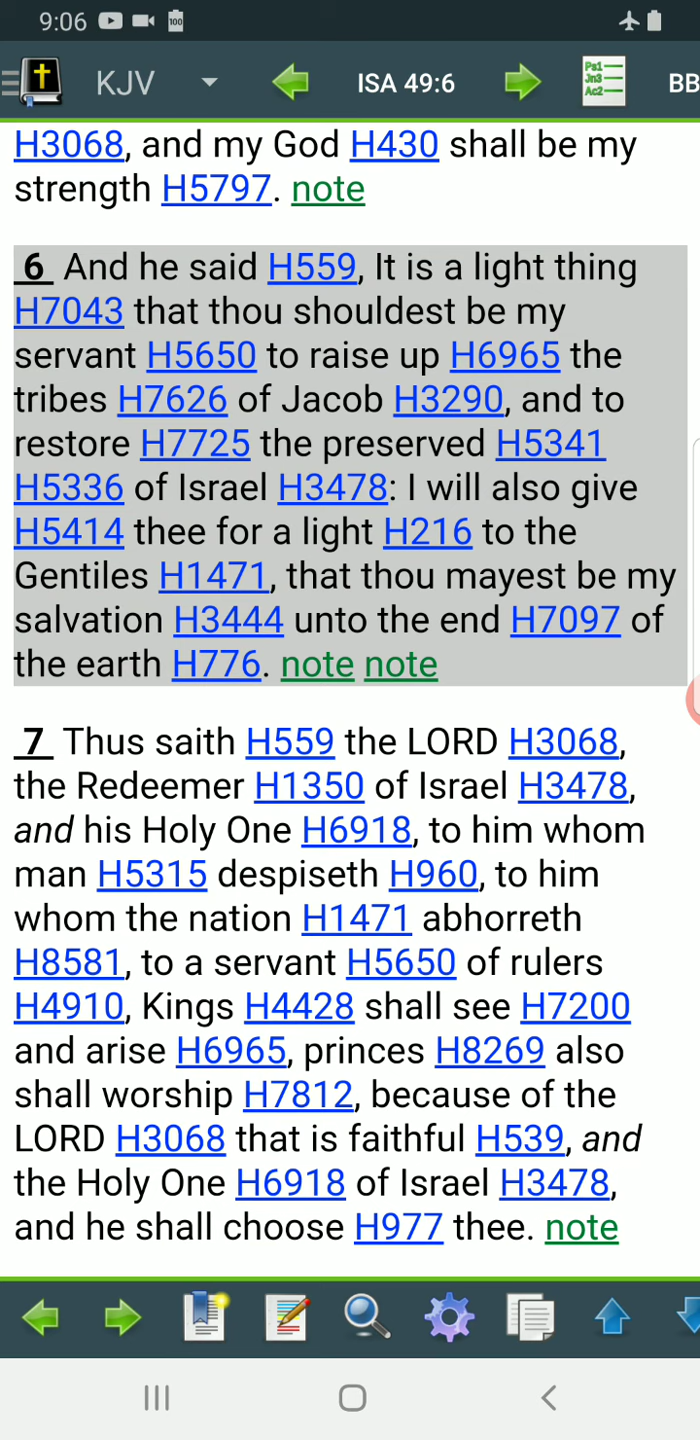 9:06 100
KJV ISA 49:6 Ps1 Jn3 Ac2 BB
H3068, and my God H430 shall be my
strength H5797. note
6 And he said H559, It is a light thing
H7043 that thou shouldest be my
servant H5650 to raise up H6965 the
tribes H7626 of Jacob H3290, and to
restore H7725 the preserved H5341
H5336 of Israel H3478: I will also give
H5414 thee for a light H216 to the
Gentiles H1471, that thou mayest be my
salvation H3444 unto the end H7097 of
the earth H776. note note
7 Thus saith H559 the LORD H3068,
the Redeemer H1350 of Israel H3478,
and his Holy One H6918, to him whom
man H5315 despiseth H960, to him
whom the nation H1471 abhorreth
H8581, to a servant H5650 of rulers
H4910, Kings H4428 shall see H7200
and arise H6965, princes H8269 also
shall worship H7812, because of the
LORD H3068 that is faithful H539, and
the Holy One H6918 of Israel H3478,
and he shall choose H977 thee. note